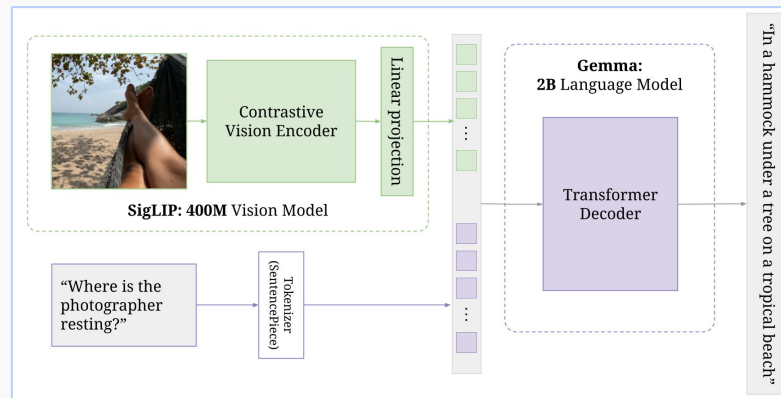 Contrastive
Vision Encoder
Linear projection
SigLIP: 400M Vision Model
“Where is the
photographer
resting?”
Tokenizer
(SentencePiece)
...
...
Gemma:
2B Language Model
Transformer
Decoder
“In a hammock under a tree on a tropical beach”